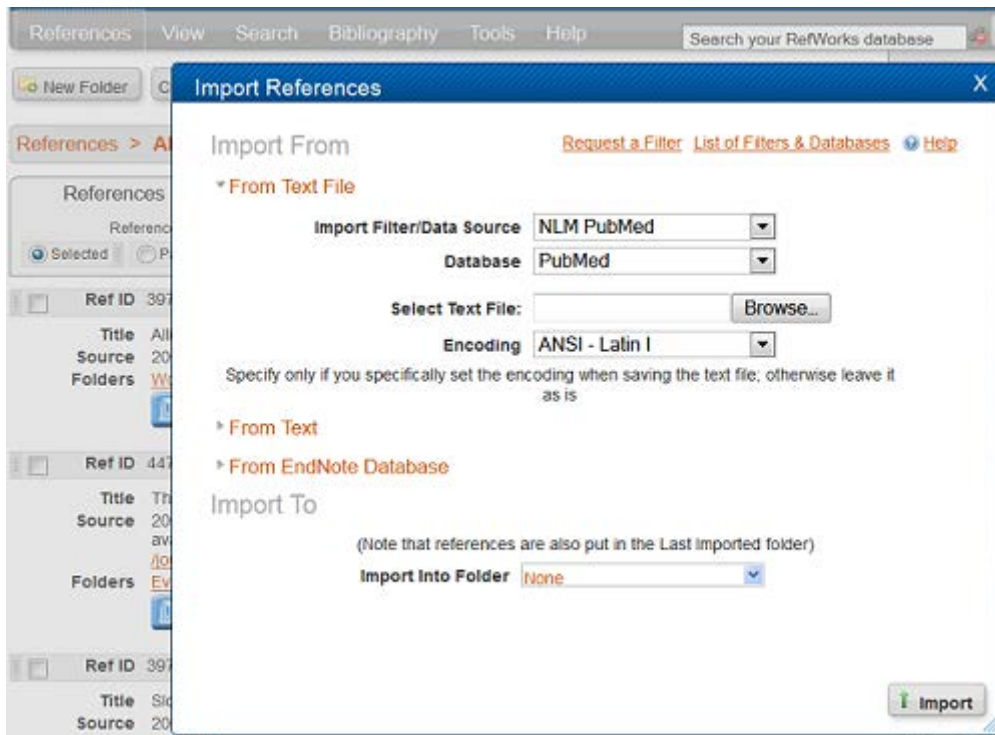 References View Search Bibliography Tools Help Search your RefWorks database
New Folder
Import References X
References >
Import From Request a Filter List of Filters & Databases Help
From Text File
References
Import Filter/Data Source NLM PubMed
Selected
Database PubMed
Ref ID 397
Select Text File: Browse...
Title
Encoding ANSI - Latin I
Source 20
Folders
Specify only if you specifically set the encoding when saving the text file; otherwise leave it
as is
From Text
Ref ID 447
From EndNote Database
Title Th
Import To
Source 20
(Note that references are also put in the Last Imported folder)
Folders Ev
Import Into Folder None
Ref ID 397
Title
Source 20
Import